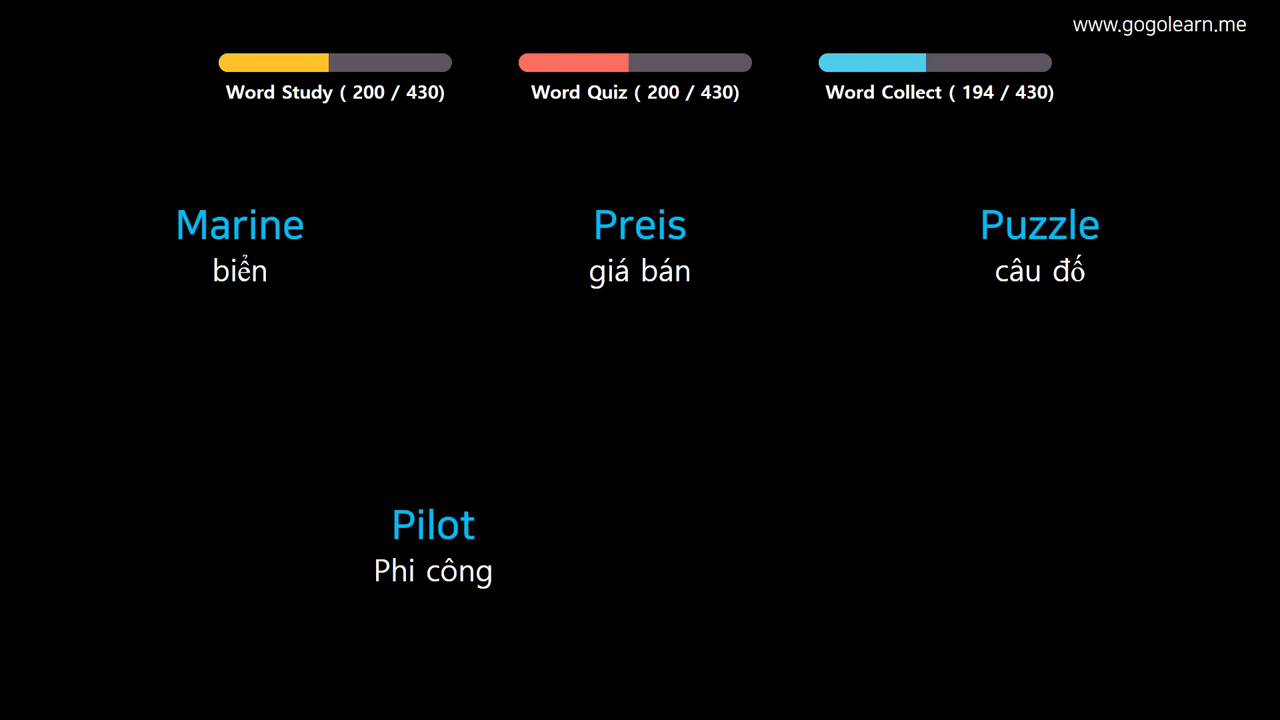 www.gogolearn.me
Word Study ( 200 / 430)
Word Quiz ( 200 / 430)
Word Collect ( 194 / 430)
Marine
biển
Preis
giá bán
Puzzle
câu đố
Pilot
Phi công